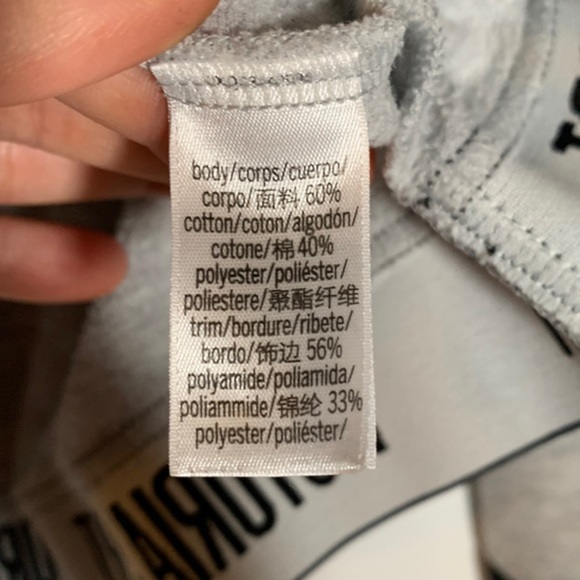 body/corps/cuerpo/
corpo/面料 60%
cotton/coton/algodón/
cotone/棉 40%
polyester/poliéster/
poliestere/聚酯纤维
trim/bordure/ribete/
bordo/饰边 56%
polyamide/poliamida/
poliammide/锦纶 33%
polyester/poliéster/